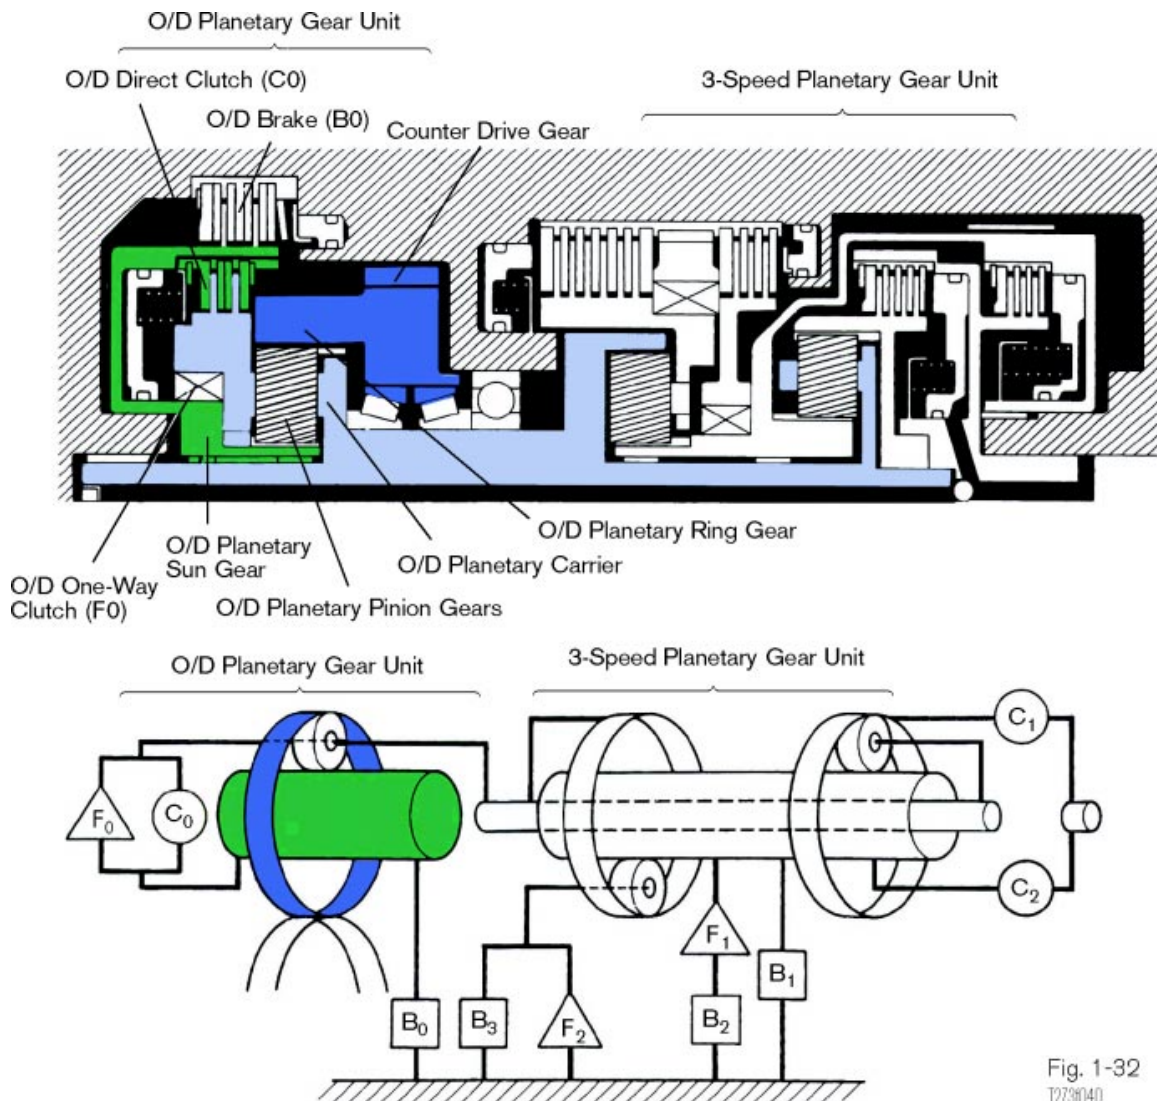 O/D Planetary Gear Unit
O/D Direct Clutch (C0)
3-Speed Planetary Gear Unit
O/D Brake (B0)
Counter Drive Gear
O/D Planetary Ring Gear
O/D Planetary
Sun Gear
O/D Planetary Carrier
O/D One-Way
Clutch (F0)
O/D Planetary Pinion Gears
O/D Planetary Gear Unit
3-Speed Planetary Gear Unit
C1
F0
C0
C2
F1
B1
B0
B3
F2
B2
Fig. 1-32
T273f040